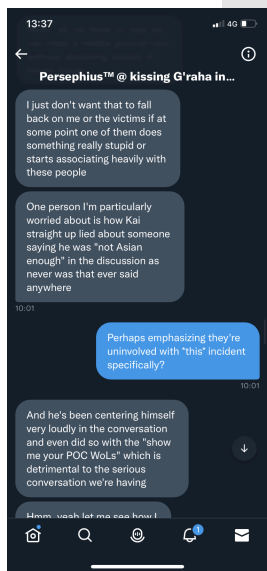 13:37
4G
Persephius™ @ kissing G'raha in...
I just don't want that to fall
back on me or the victims if at
some point one of them does
something really stupid or
starts associating heavily with
these people
One person I'm particularly
worried about is how Kai
straight up lied about someone
saying he was "not Asian
enough" in the discussion as
never was that ever said
anywhere
10:01
Perhaps emphasizing they're
uninvolved with "this" incident
specifically?
10:01
And he's been centering himself
very loudly in the conversation
and even did so with the "show
me your POC WoLs" which is
detrimental to the serious
conversation we're having
Hmm, yeah let me see how I
1